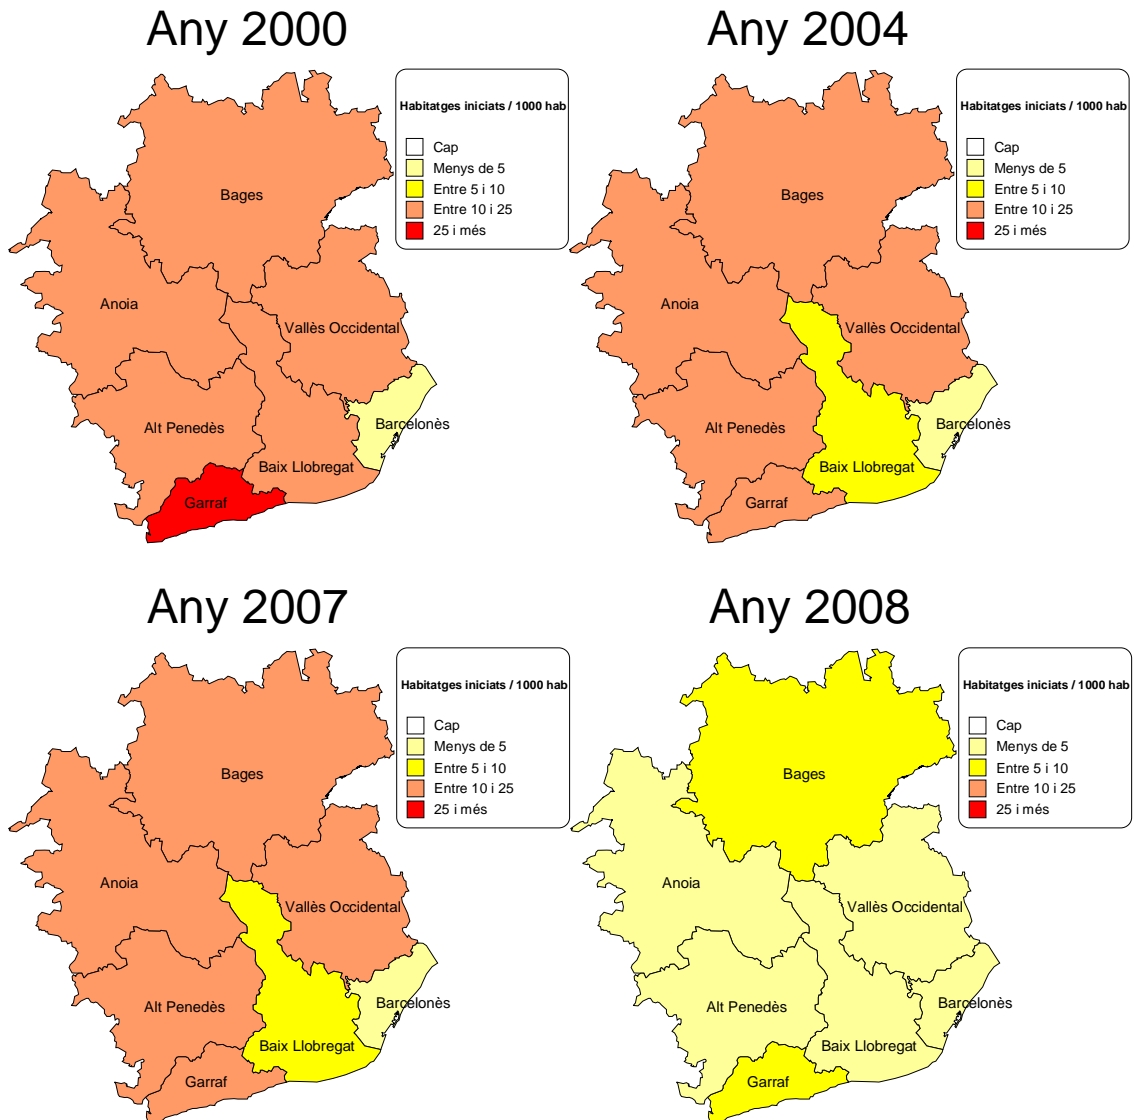 Any 2000
Habitatges iniciats / 1000 hab
Cap
Menys de 5
Entre 5 i 10
Entre 10 i 25
25 i més
Bages
Anoia
Vallès Occidental
Alt Penedès
Barcelonès
Baix Llobregat
Garraf
Any 2004
Habitatges iniciats / 1000 hab
Cap
Menys de 5
Entre 5 i 10
Entre 10 i 25
25 i més
Bages
Anoia
Vallès Occidental
Alt Penedès
Barcelonès
Baix Llobregat
Garraf
Any 2007
Habitatges iniciats / 1000 hab
Cap
Menys de 5
Entre 5 i 10
Entre 10 i 25
25 i més
Bages
Anoia
Vallès Occidental
Alt Penedès
Barcelonès
Baix Llobregat
Garraf
Any 2008
Habitatges iniciats / 1000 hab
Cap
Menys de 5
Entre 5 i 10
Entre 10 i 25
25 i més
Bages
Anoia
Vallès Occidental
Alt Penedès
Barcelonès
Baix Llobregat
Garraf